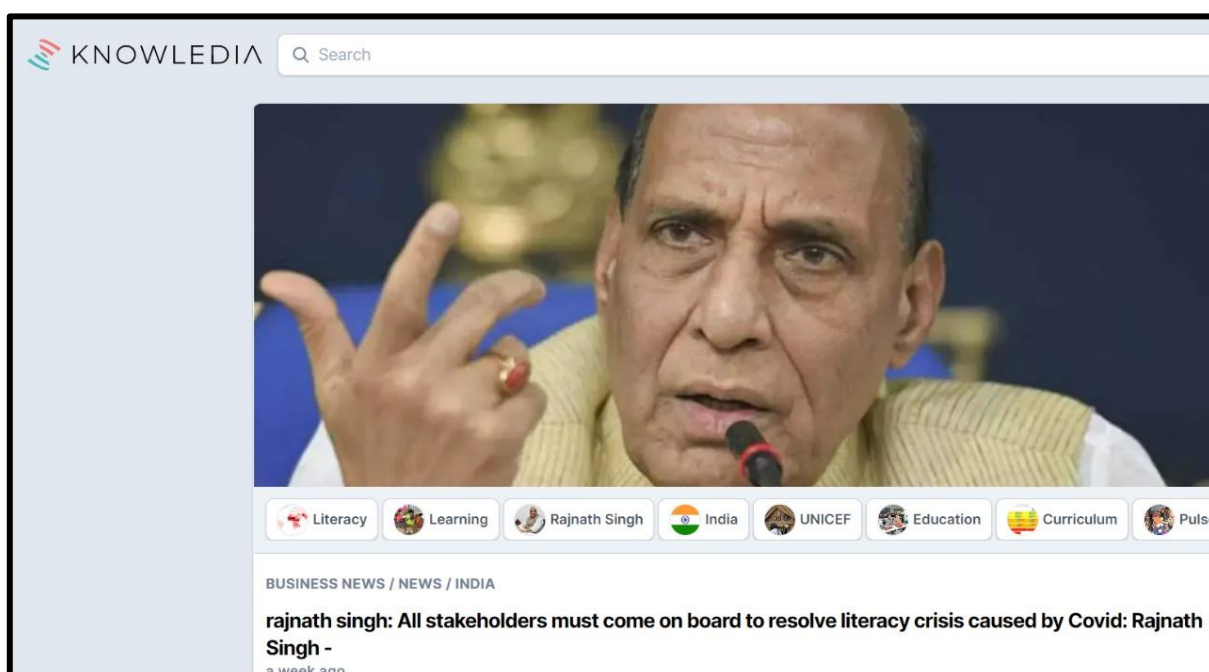 KNOWLEDIA
Search
Literacy
Learning
Rajnath Singh
India
UNICEF
Education
Curriculum
Puls
BUSINESS NEWS / NEWS / INDIA
rajnath singh: All stakeholders must come on board to resolve literacy crisis caused by Covid: Rajnath
Singh -
a week ago